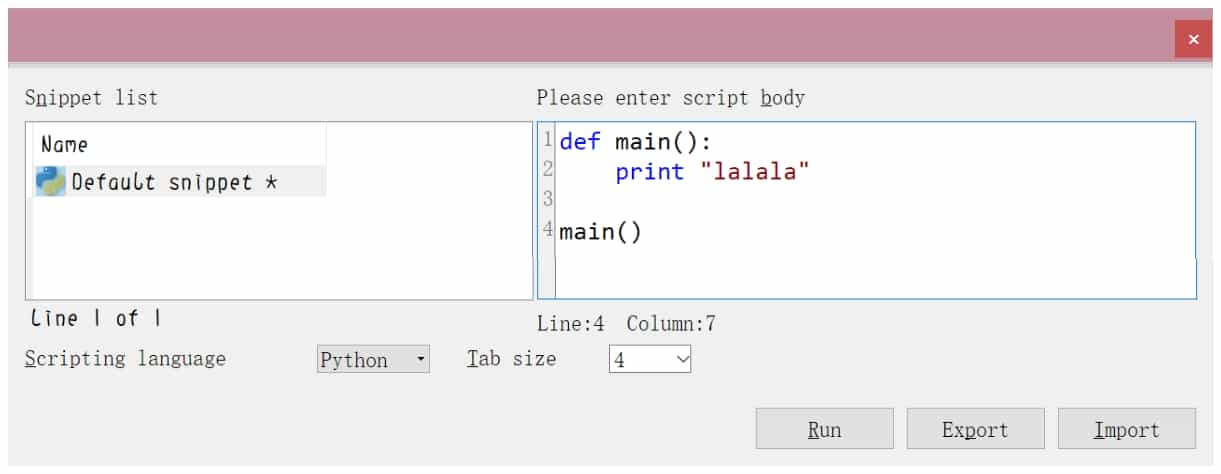 Snippet list
Please enter script body
Name
Default snippet *
1 def main():
2     print "lalala"
3
4 main()
Line 1 of 1
Line:4  Column:7
Scripting language  Python  Tab size  4
Run  Export  Import